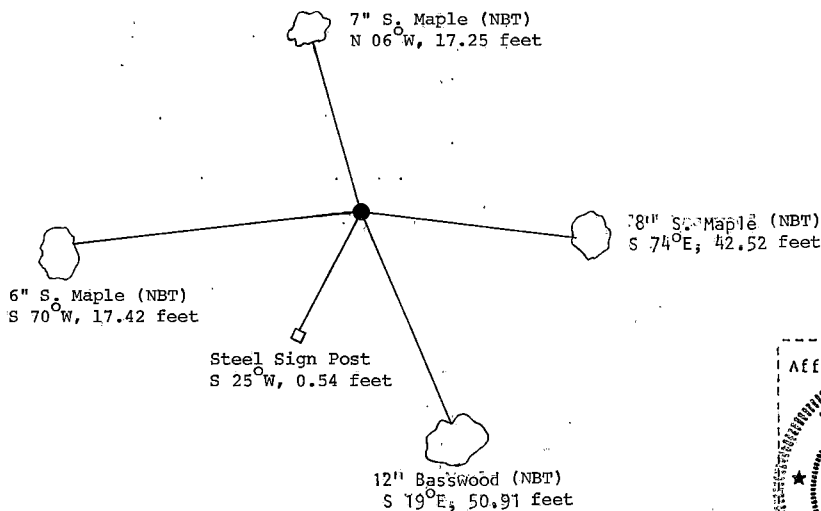 7" S. Maple (NBT)
N 06°W, 17.25 feet
8" S. Maple (NBT)
S 74°E, 42.52 feet
6" S. Maple (NBT)
S 70°W, 17.42 feet
Steel Sign Post
S 25°W, 0.54 feet
12" Basswood (NBT)
S 19°E, 50.91 feet
Aff